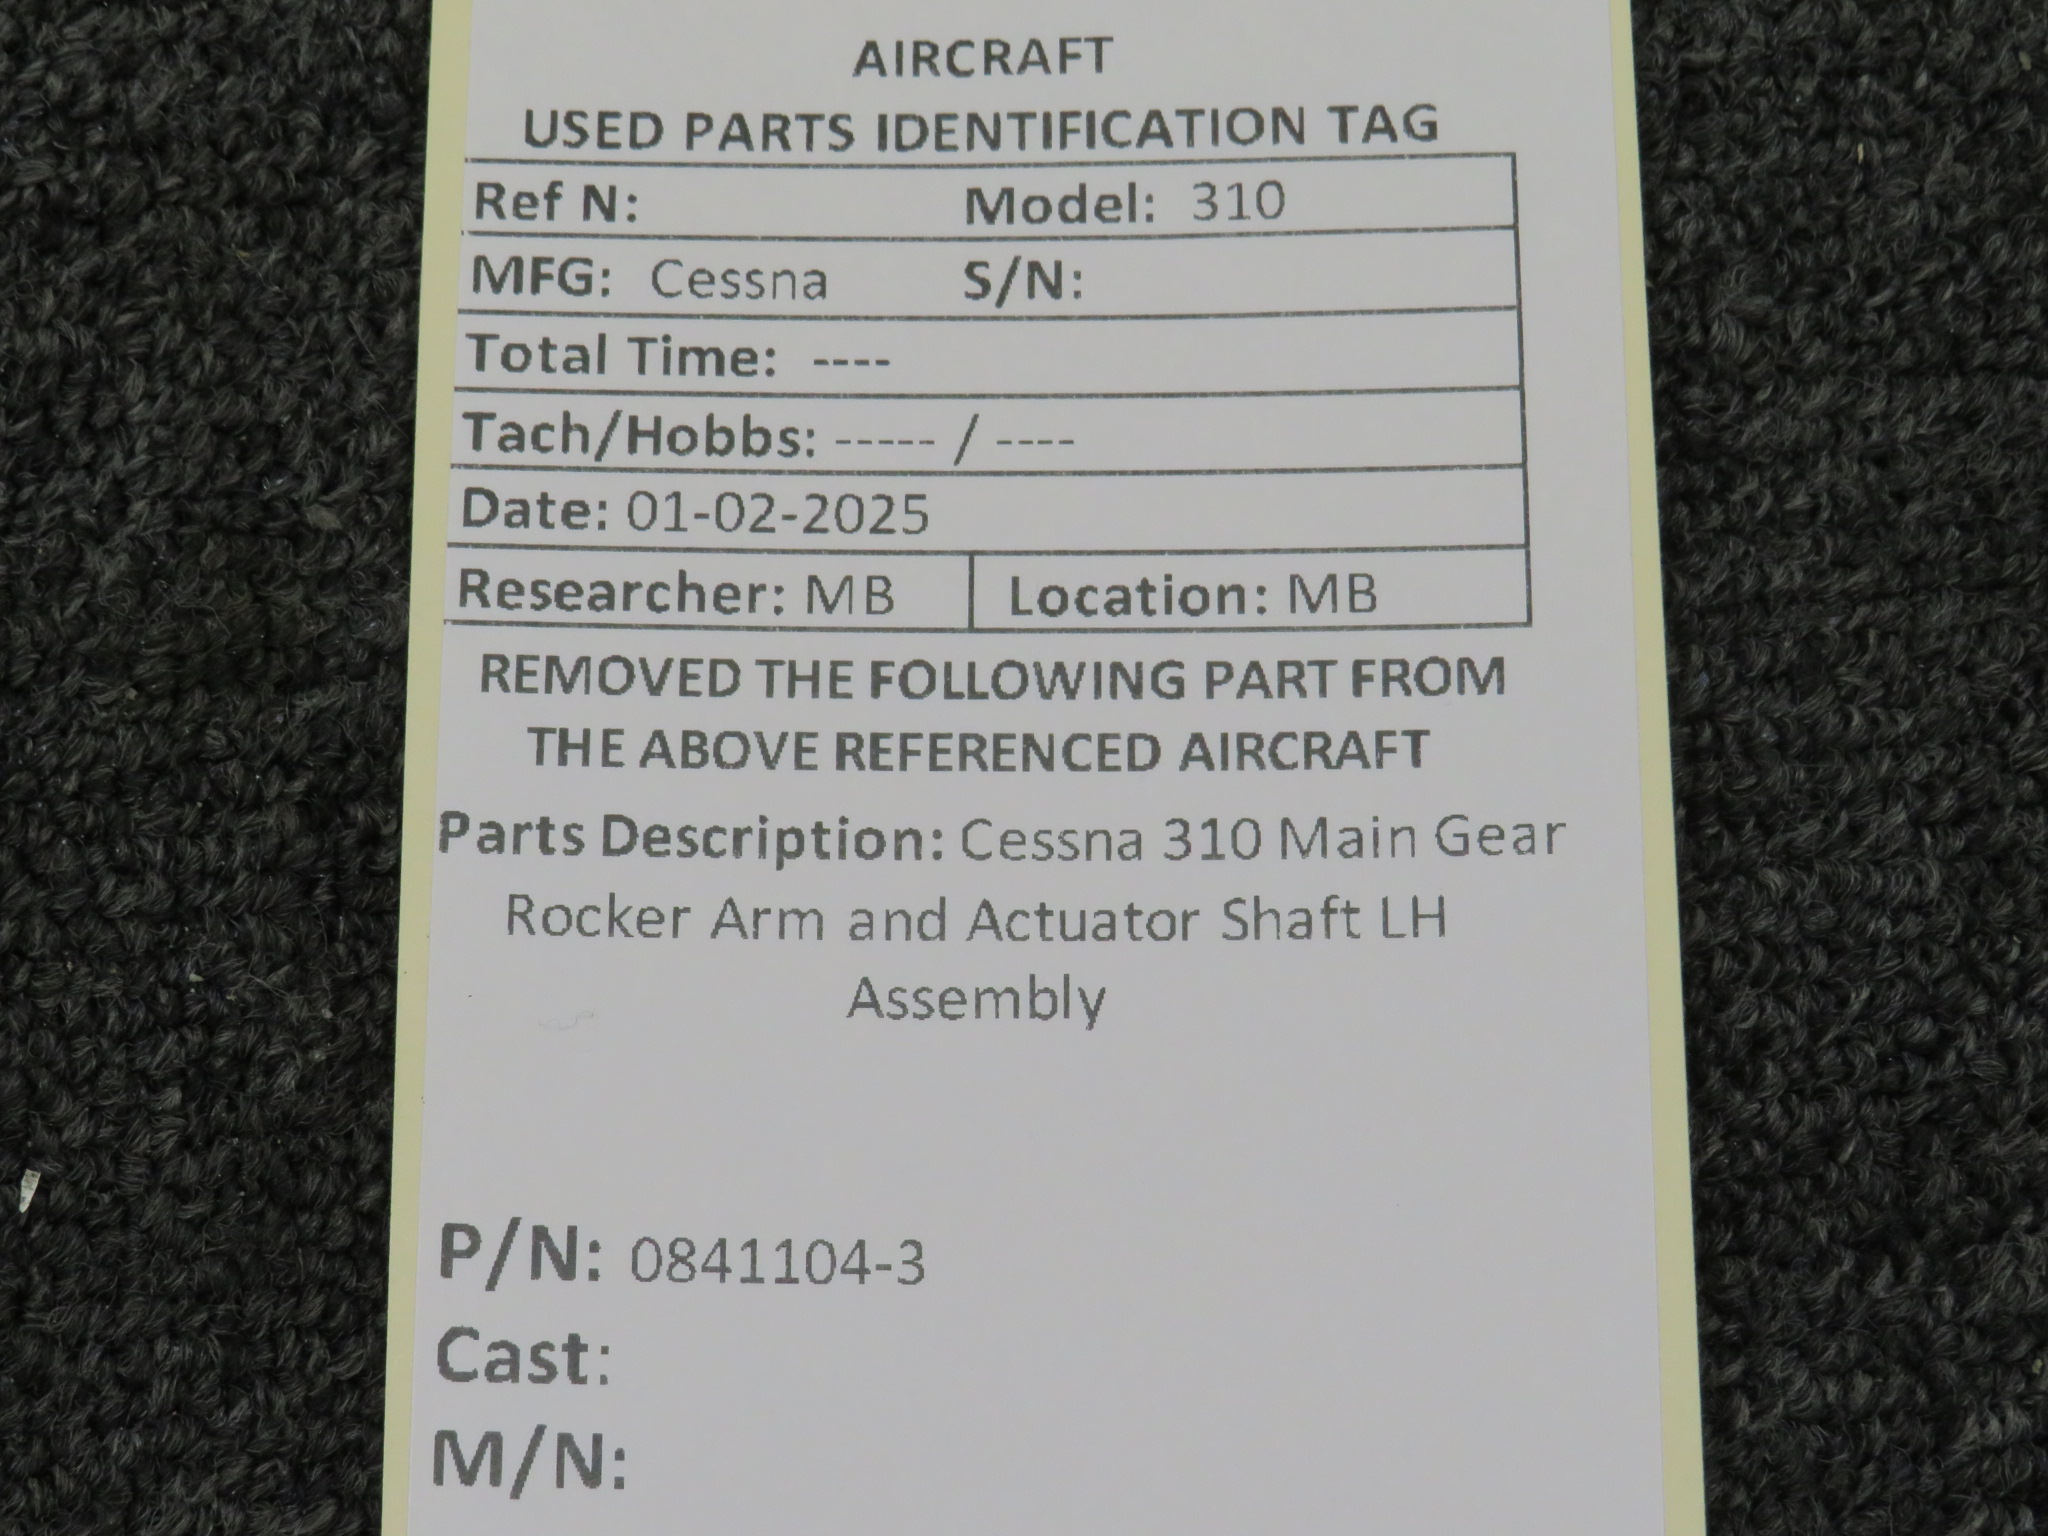 AIRCRAFT
USED PARTS IDENTIFICATION TAG
Ref N: Model: 310
MFG: Cessna S/N:
Total Time: ----
Tach/Hobbs: ----- / ----
Date: 01-02-2025
Researcher: MB Location: MB
REMOVED THE FOLLOWING PART FROM
THE ABOVE REFERENCED AIRCRAFT
Parts Description: Cessna 310 Main Gear
Rocker Arm and Actuator Shaft LH
Assembly
P/N: 0841104-3
Cast:
M/N: